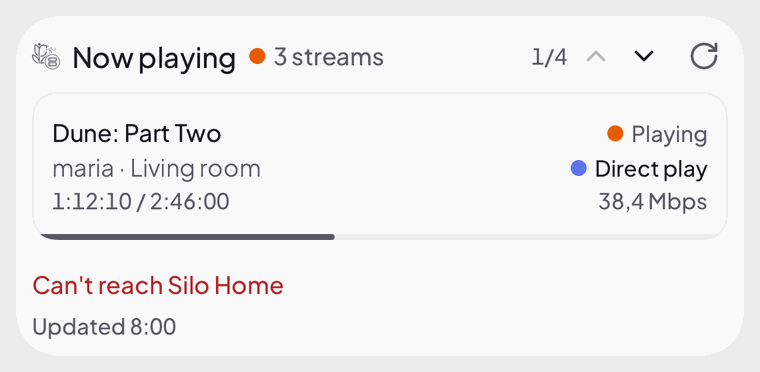 Now playing 3 streams 1/4
Dune: Part Two Playing
maria · Living room Direct play
1:12:10 / 2:46:00 38,4 Mbps
Can't reach Silo Home
Updated 8:00